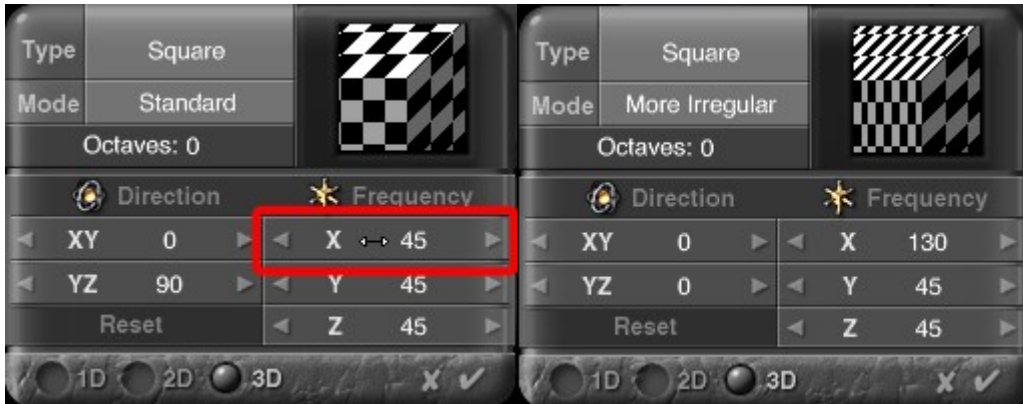 Type Square
Mode Standard
Octaves: 0
Direction Frequency
XY 0 X 45
YZ 90 Y 45
Reset Z 45
1D 2D 3D
Type Square
Mode More Irregular
Octaves: 0
Direction Frequency
XY 0 X 130
YZ 0 Y 45
Reset Z 45
1D 2D 3D